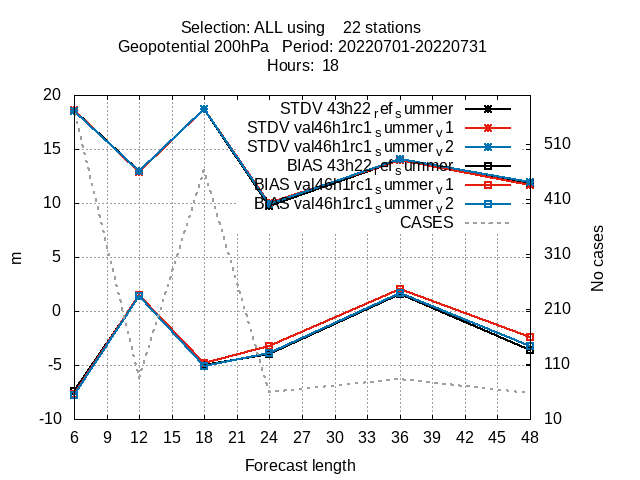 Selection: ALL using    22 stations
Geopotential 200hPa   Period: 20220701-20220731
Hours:  18
STDV 43h22_ref_summer
STDV val46h1rc1_summer_v1
STDV val46h1rc1_summer_v2
BIAS 43h22_ref_summer
BIAS val46h1rc1_summer_v1
BIAS val46h1rc1_summer_v2
CASES
20
15
10
5
0
-5
-10
m
510
410
310
210
110
10
No cases
6 9 12 15 18 21 24 27 30 33 36 39 42 45 48
Forecast length